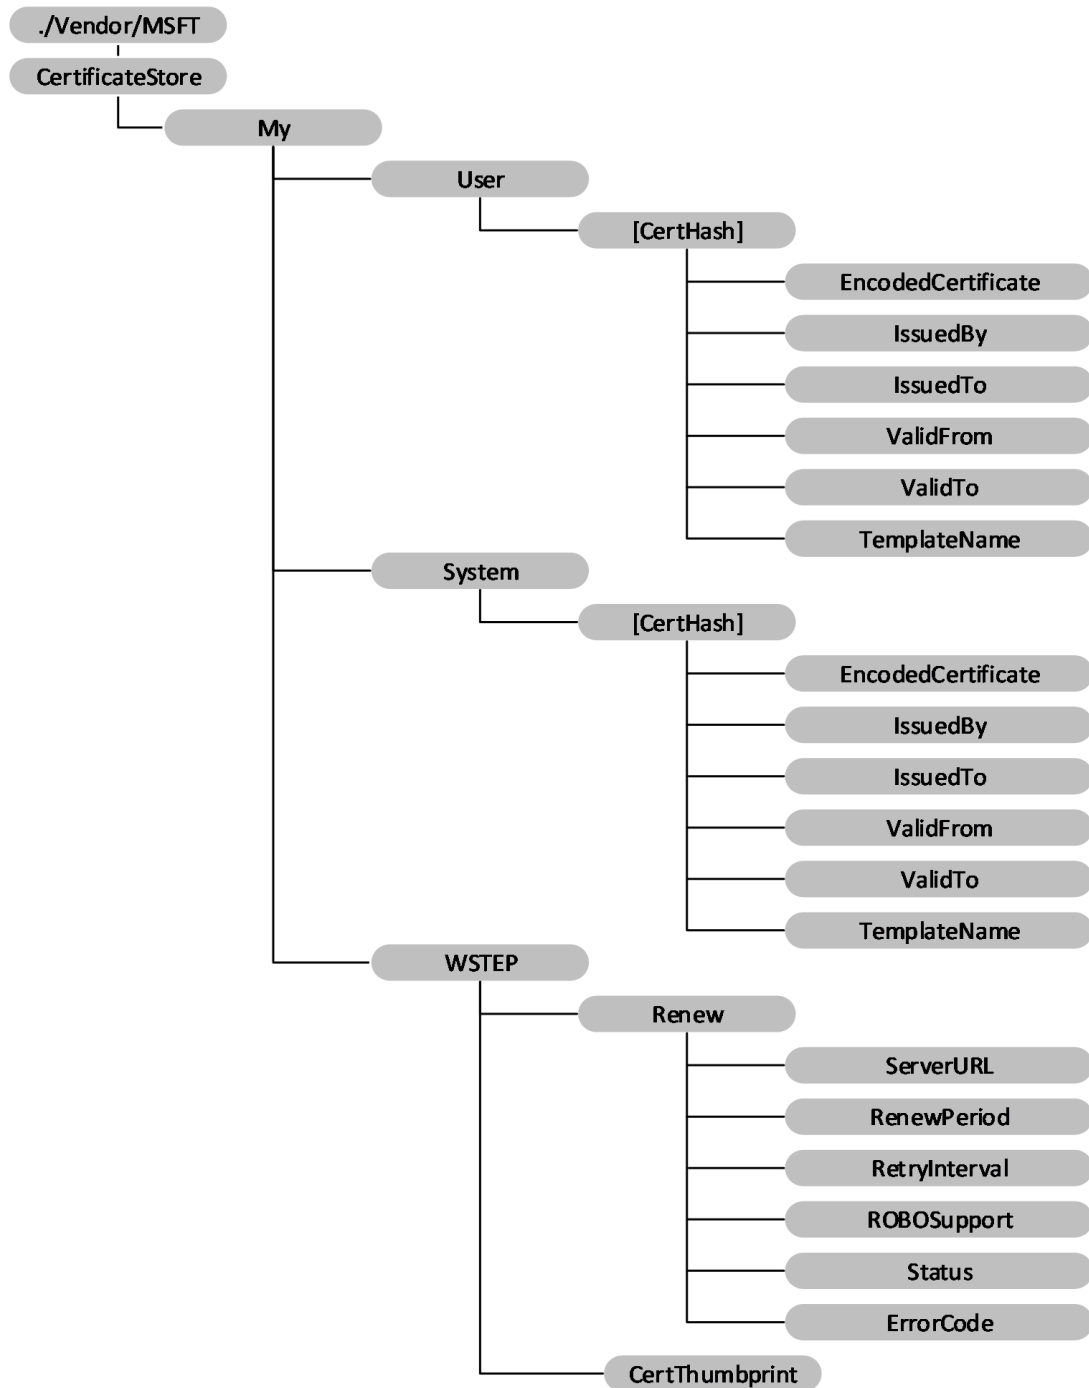 ./Vendor/MSFT
CertificateStore
My
User
[CertHash]
EncodedCertificate
IssuedBy
IssuedTo
ValidFrom
ValidTo
TemplateName
System
[CertHash]
EncodedCertificate
IssuedBy
IssuedTo
ValidFrom
ValidTo
TemplateName
WSTEP
Renew
ServerURL
RenewPeriod
RetryInterval
ROBOSupport
Status
ErrorCode
CertThumbprint